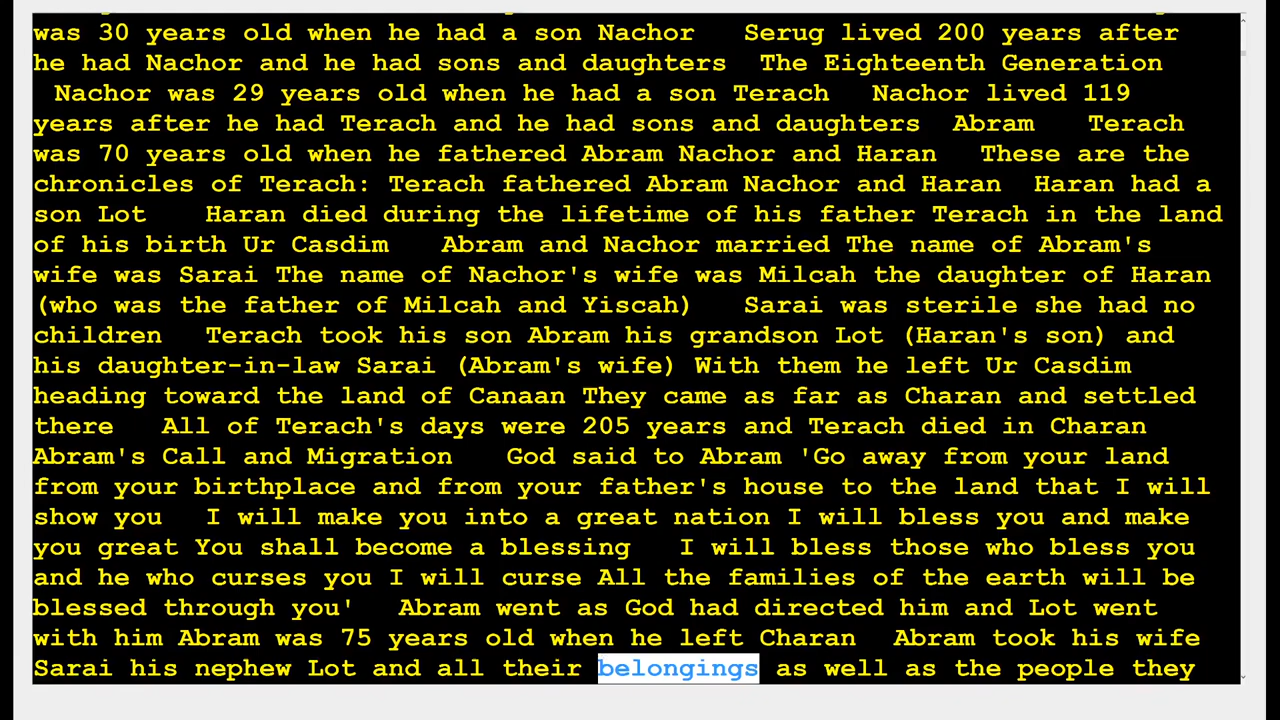 was 30 years old when he had a son Nachor Serug lived 200 years after
he had Nachor and he had sons and daughters The Eighteenth Generation
Nachor was 29 years old when he had a son Terach Nachor lived 119
years after he had Terach and he had sons and daughters Abram Terach
was 70 years old when he fathered Abram Nachor and Haran These are the
chronicles of Terach: Terach fathered Abram Nachor and Haran Haran had a
son Lot Haran died during the lifetime of his father Terach in the land
of his birth Ur Casdim Abram and Nachor married The name of Abram's
wife was Sarai The name of Nachor's wife was Milcah the daughter of Haran
(who was the father of Milcah and Yiscah) Sarai was sterile she had no
children Terach took his son Abram his grandson Lot (Haran's son) and
his daughter-in-law Sarai (Abram's wife) With them he left Ur Casdim
heading toward the land of Canaan They came as far as Charan and settled
there All of Terach's days were 205 years and Terach died in Charan
Abram's Call and Migration God said to Abram 'Go away from your land
from your birthplace and from your father's house to the land that I will
show you I will make you into a great nation I will bless you and make
you great You shall become a blessing I will bless those who bless you
and he who curses you I will curse All the families of the earth will be
blessed through you' Abram went as God had directed him and Lot went
with him Abram was 75 years old when he left Charan Abram took his wife
Sarai his nephew Lot and all their belongings as well as the people they